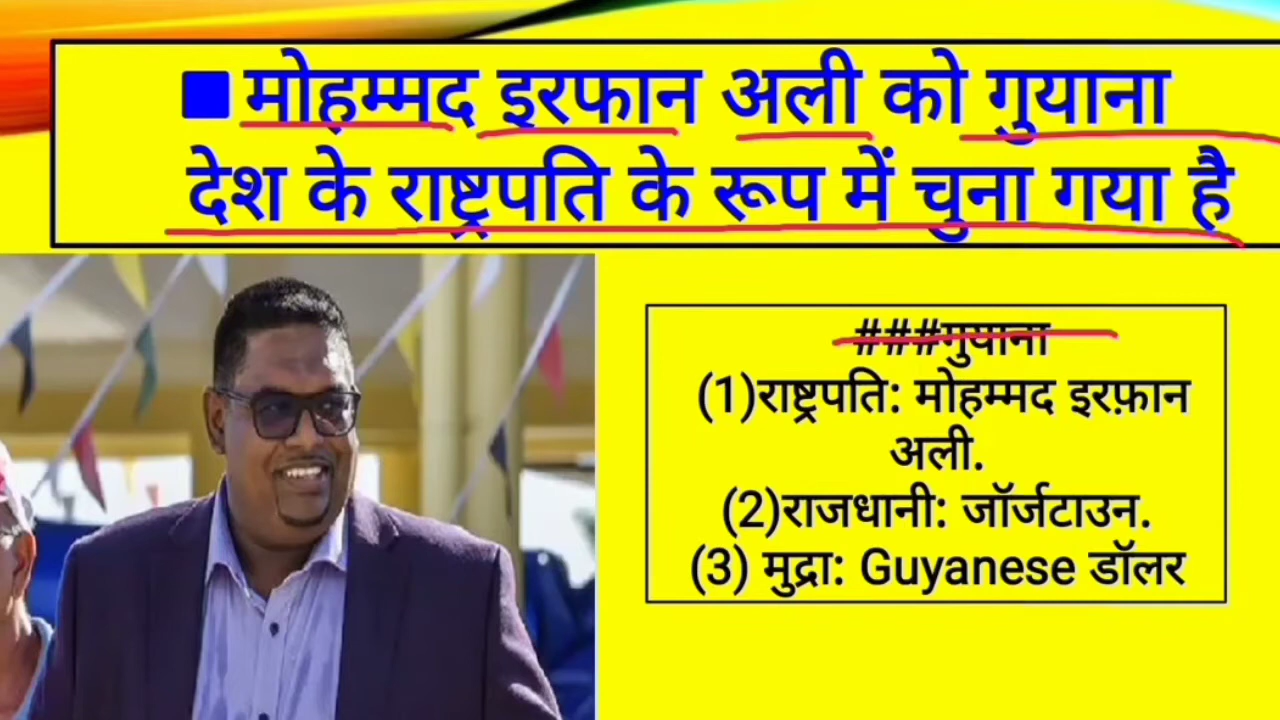 ■मोहम्मद इरफान अली को गुयाना
देश के राष्ट्रपति के रूप में चुना गया है
###गुयाना
(1)राष्ट्रपति: मोहम्मद इरफ़ान
अली.
(2)राजधानी: जॉर्जटाउन.
(3) मुद्रा: Guyanese डॉलर